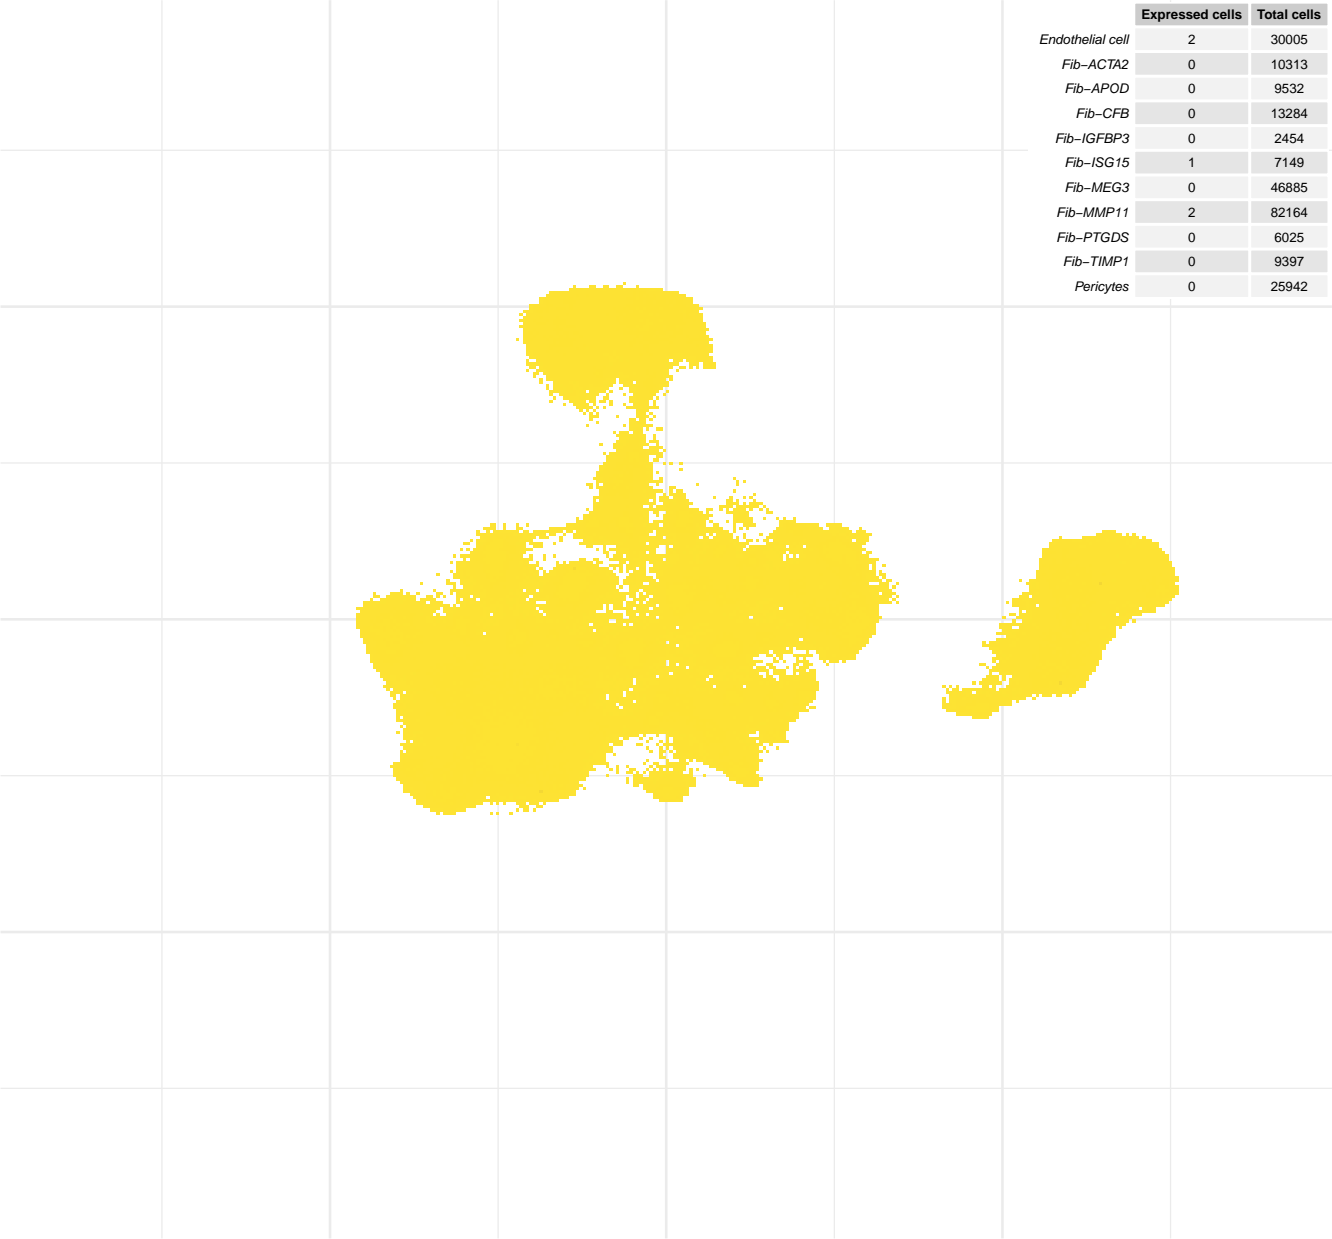 Expressed cells Total cells
Endothelial cell 2 30005
Fib−ACTA2 0 10313
Fib−APOD 0 9532
Fib−CFB 0 13284
Fib−IGFBP3 0 2454
Fib−ISG15 1 7149
Fib−MEG3 0 46885
Fib−MMP11 2 82164
Fib−PTGDS 0 6025
Fib−TIMP1 0 9397
Pericytes 0 25942